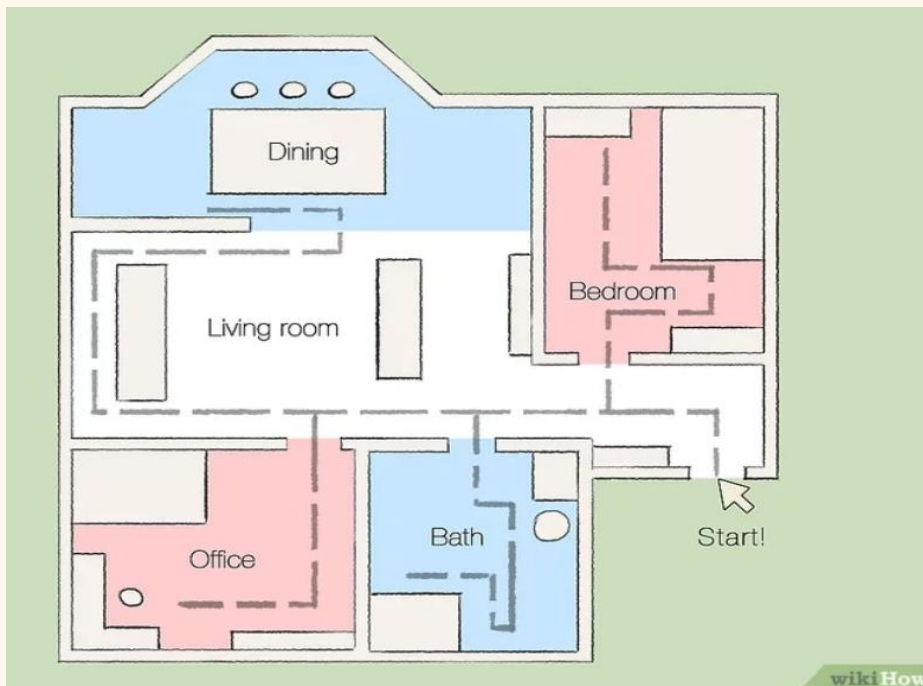 Dining
Bedroom
Living room
Bath
Start!
Office
wikiHow